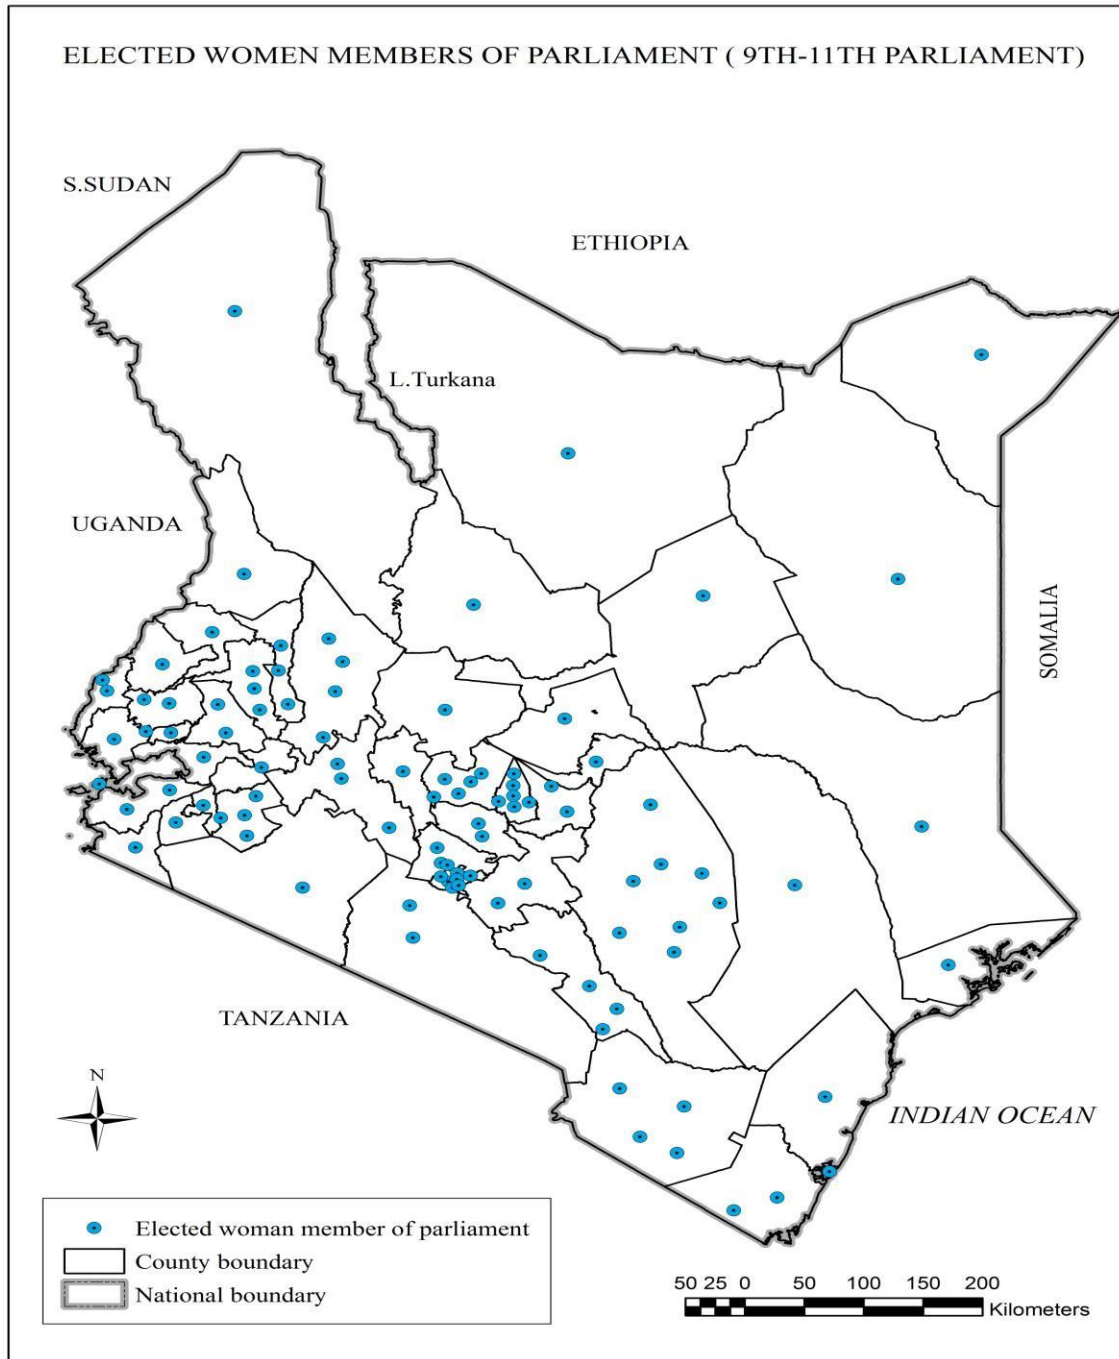 ELECTED WOMEN MEMBERS OF PARLIAMENT ( 9TH-11TH PARLIAMENT)
S.SUDAN
ETHIOPIA
L.Turkana
UGANDA
SOMALIA
TANZANIA
N
INDIAN OCEAN
Elected woman member of parliament
County boundary
National boundary
50 25 0 50 100 150 200
Kilometers